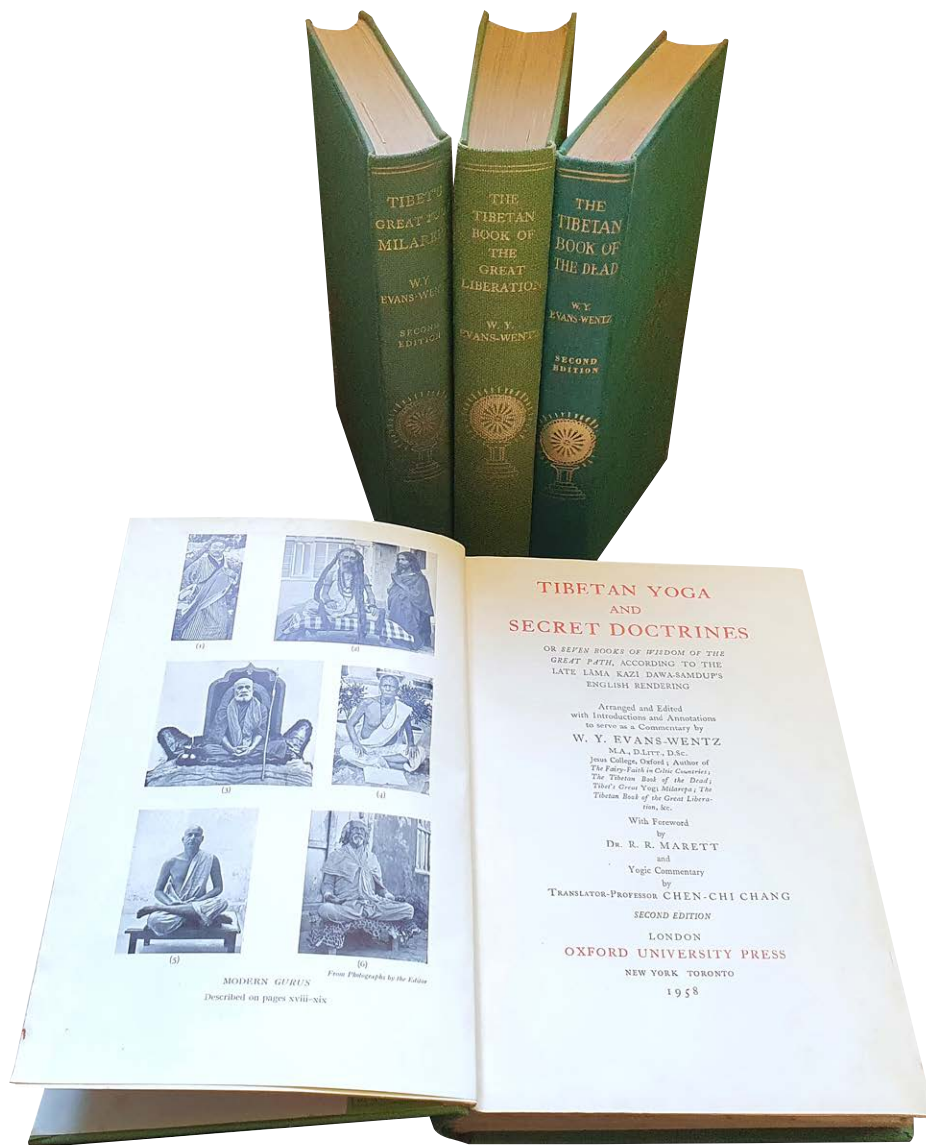 TIBET'S
GREAT
MILAREPA
W.Y.
EVANS-WENTZ
SECOND
EDITION
THE
TIBETAN
BOOK OF
THE
GREAT
LIBERATION
W. Y.
EVANS-WENTZ
THE
TIBETAN
BOOK OF
THE DEAD
W. Y.
EVANS-WENTZ
SECOND
EDITION
(1)
(2)
(3)
(4)
(5)
(6)
From Photographs by the Editor
MODERN GURUS
Described on pages xviii–xix
TIBETAN YOGA
AND
SECRET DOCTRINES
OR SEVEN BOOKS OF WISDOM OF THE
GREAT PATH, ACCORDING TO THE
LATE LĀMA KAZI DAWA-SAMDUP'S
ENGLISH RENDERING
Arranged and Edited
with Introductions and Annotations
to serve as a Commentary by
W. Y. EVANS-WENTZ
M.A., D.LITT., D.SC.
Jesus College, Oxford; Author of
The Fairy-Faith in Celtic Countries;
The Tibetan Book of the Dead;
Tibet's Great Yogī Milarepa; The
Tibetan Book of the Great Libera-
tion, &c.
With Foreword
by
DR. R. R. MARETT
and
Yogic Commentary
by
TRANSLATOR-PROFESSOR CHEN-CHI CHANG
SECOND EDITION
LONDON
OXFORD UNIVERSITY PRESS
NEW YORK TORONTO
1958